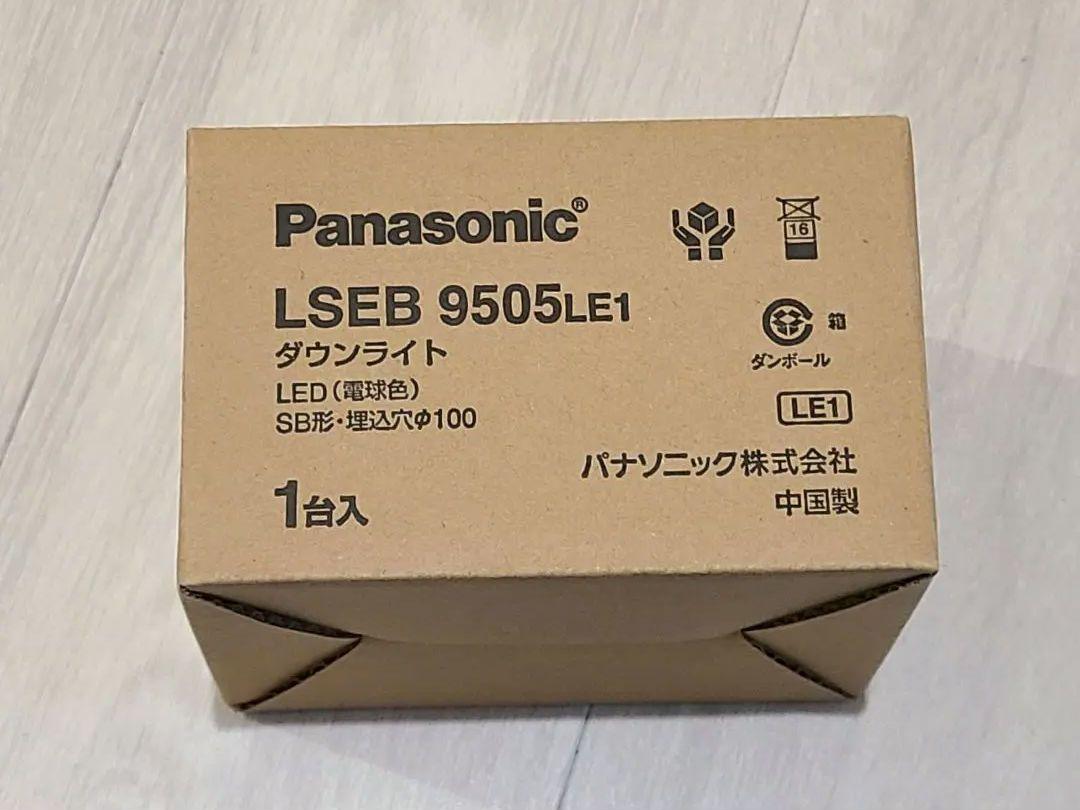 Panasonic®
16
LSEB 9505LE1
ダウンライト
箱
ダンボール
LED(電球色)
SB形・埋込穴φ100
LE1
パナソニック株式会社
1台入
中国製